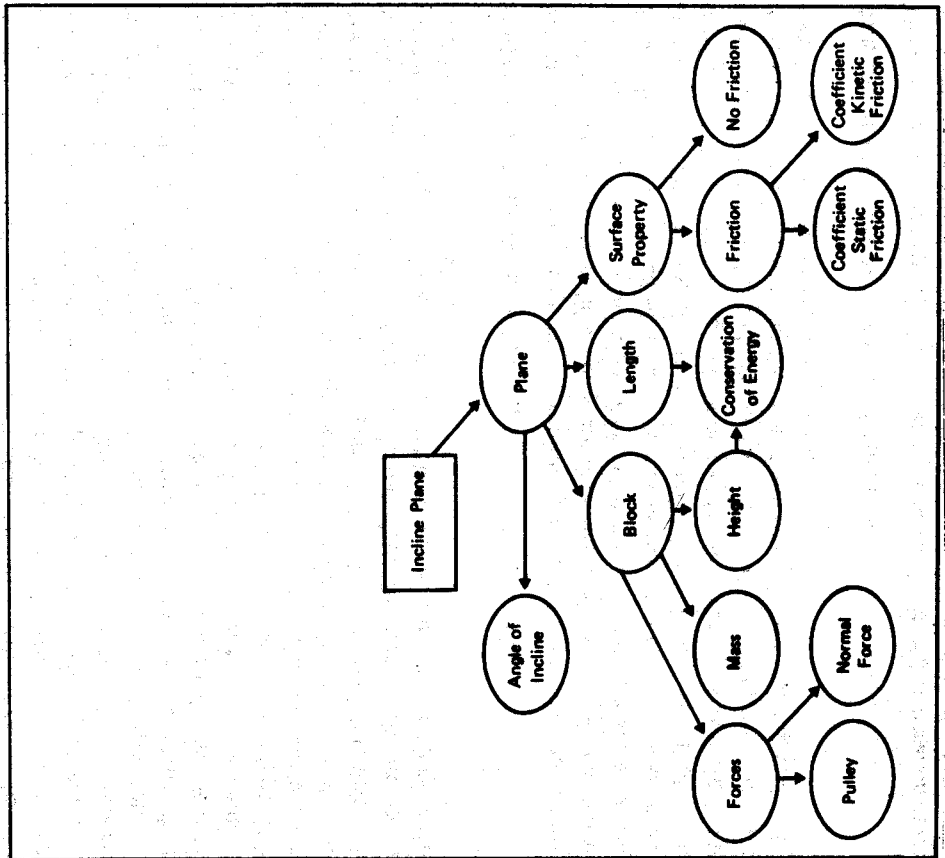 Incline Plane
Angle of
Incline
Plane
Block
Length
Surface
Property
Forces
Mass
Height
Conservation
of Energy
Friction
No Friction
Pulley
Normal
Force
Coefficient
Static
Friction
Coefficient
Kinetic
Friction